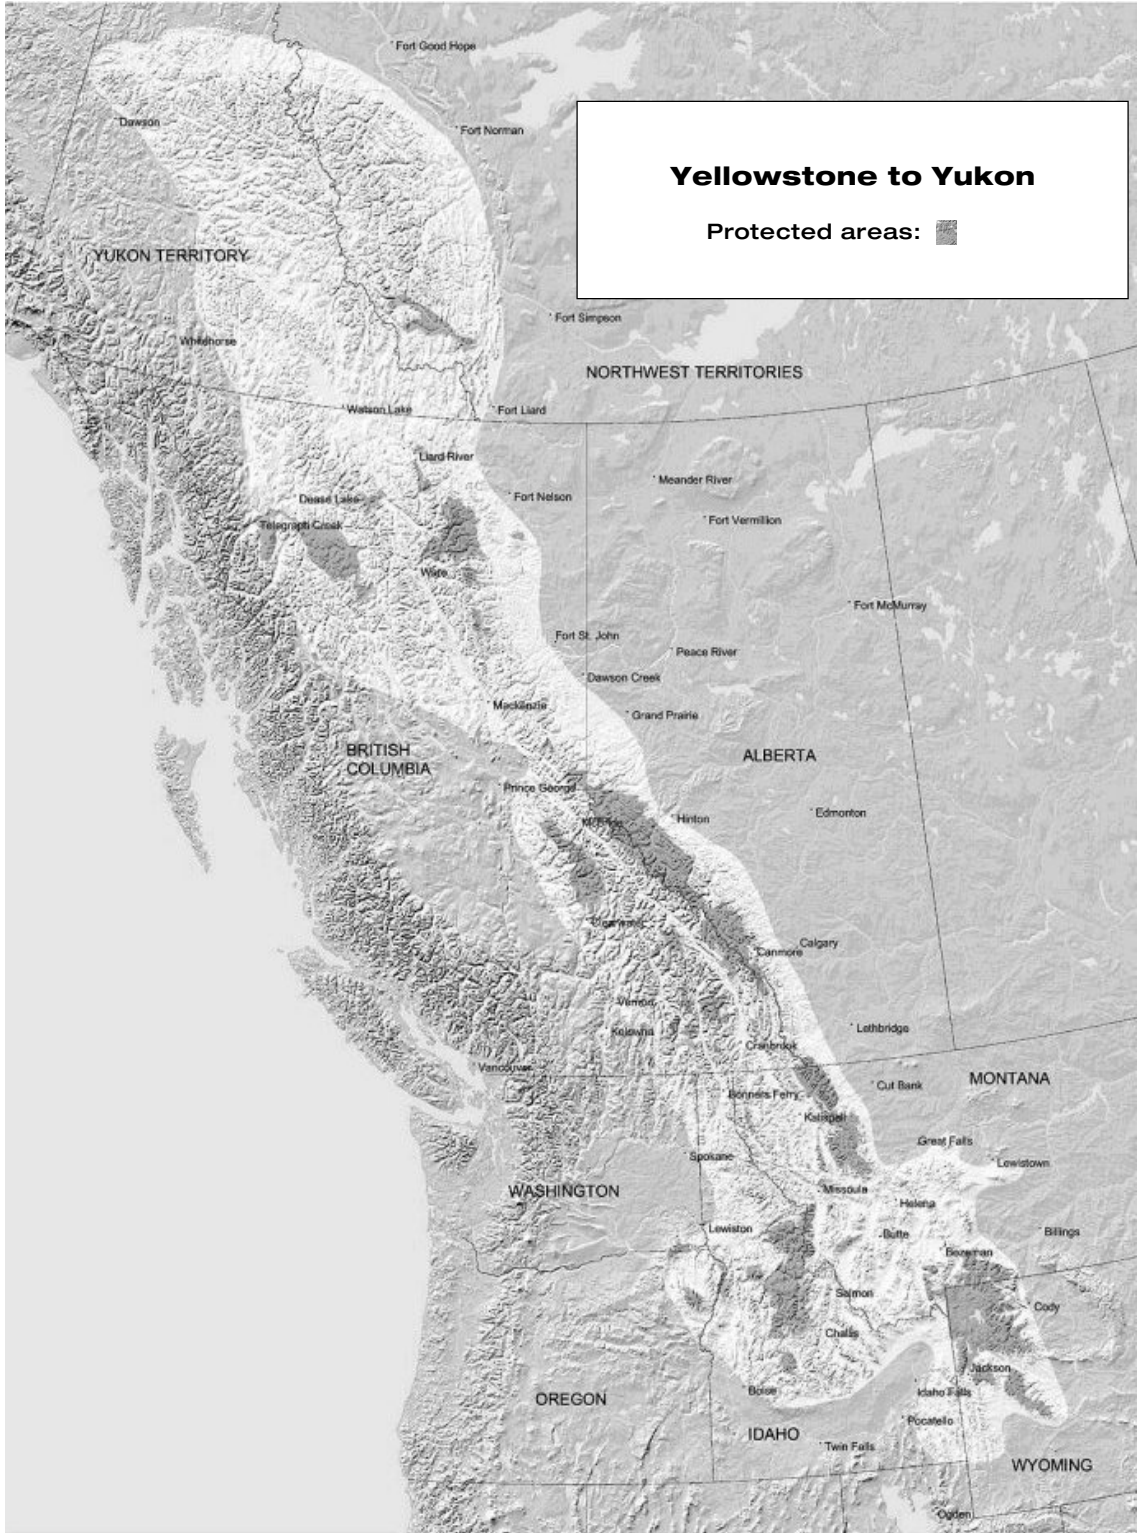 Fort Good Hope
Dawson
Fort Norman
Yellowstone to Yukon
Protected areas:
YUKON TERRITORY
Fort Simpson
Whitehorse
NORTHWEST TERRITORIES
Watson Lake
Fort Liard
Liard River
Meander River
Dease Lake
Fort Nelson
Telegraph Creek
Fort Vermillion
Ware
Fort McMurray
Fort St. John
Peace River
Dawson Creek
Mackenzie
Grand Prairie
BRITISH
COLUMBIA
ALBERTA
Prince George
Edmonton
McBride
Hinton
Clearwater
Calgary
Canmore
Vernon
Kelowna
Lethbridge
Cranbrook
Vancouver
MONTANA
Cut Bank
Bonners Ferry
Kalispell
Great Falls
Spokane
Lewistown
WASHINGTON
Missoula
Helena
Lewiston
Butte
Billings
Bozeman
Salmon
Cody
Challis
Jackson
Boise
Idaho Falls
OREGON
Pocatello
IDAHO
Twin Falls
WYOMING
Ogden